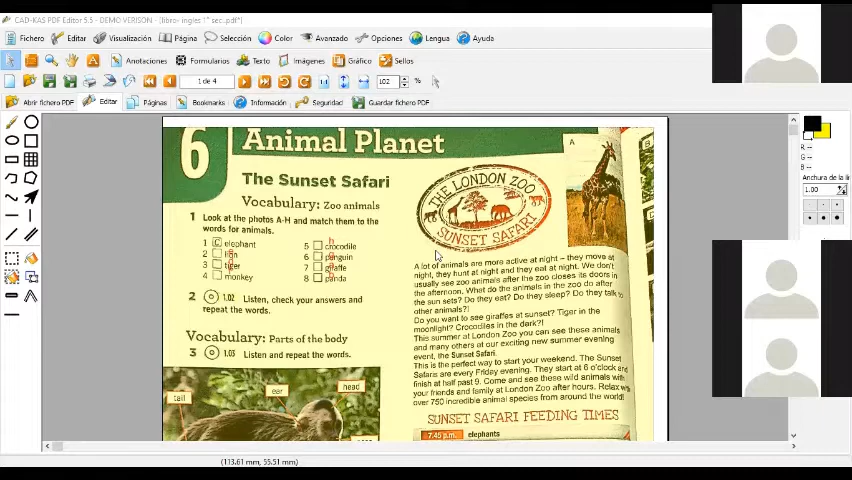 CAD-KAS PDF Editor 5.5 - DEMO VERISON - [libro< ingles 1° sec..pdf*]
Fichero Editar Visualización Página Selección Color Avanzado Opciones Lengua Ayuda
Anotaciones Formularios Texto Imágenes Gráfico Sellos
1 de 4 102 %
Abrir fichero PDF Editar Páginas Bookmarks Información Seguridad Guardar fichero PDF
R: --
G: --
B: --
Anchura de la lí
1.00
6 Animal Planet
The Sunset Safari
Vocabulary: Zoo animals
1 Look at the photos A-H and match them to the
words for animals.
1 C elephant
2 lion
3 tiger
4 monkey
h
5 crocodile
6 penguin
7 giraffe
8 panda
2 1.02 Listen, check your answers and
repeat the words.
Vocabulary: Parts of the body
3 1.03 Listen and repeat the words.
tail
ear
head
THE LONDON ZOO
SUNSET SAFARI
A
B
A lot of animals are more active at night – they move at
night, they hunt at night and they eat at night. We don't
usually see zoo animals after the zoo closes its doors in
the afternoon. What do the animals in the zoo do after
the sun sets? Do they eat? Do they sleep? Do they talk to
other animals?!
Do you want to see giraffes at sunset? Tiger in the
moonlight? Crocodiles in the dark?!
This summer at London Zoo you can see these animals
and many others at our exciting new summer evening
event, the Sunset Safari.
This is the perfect way to start your weekend. The Sunset
Safaris are every Friday evening. They start at 6 o'clock and
finish at half past 9. Come and see these wild animals with
your friends and family at London Zoo after hours. Relax w
over 750 incredible animal species from around the world!
SUNSET SAFARI FEEDING TIMES
7.45 p.m. elephants
(113.61 mm, 55.51 mm)